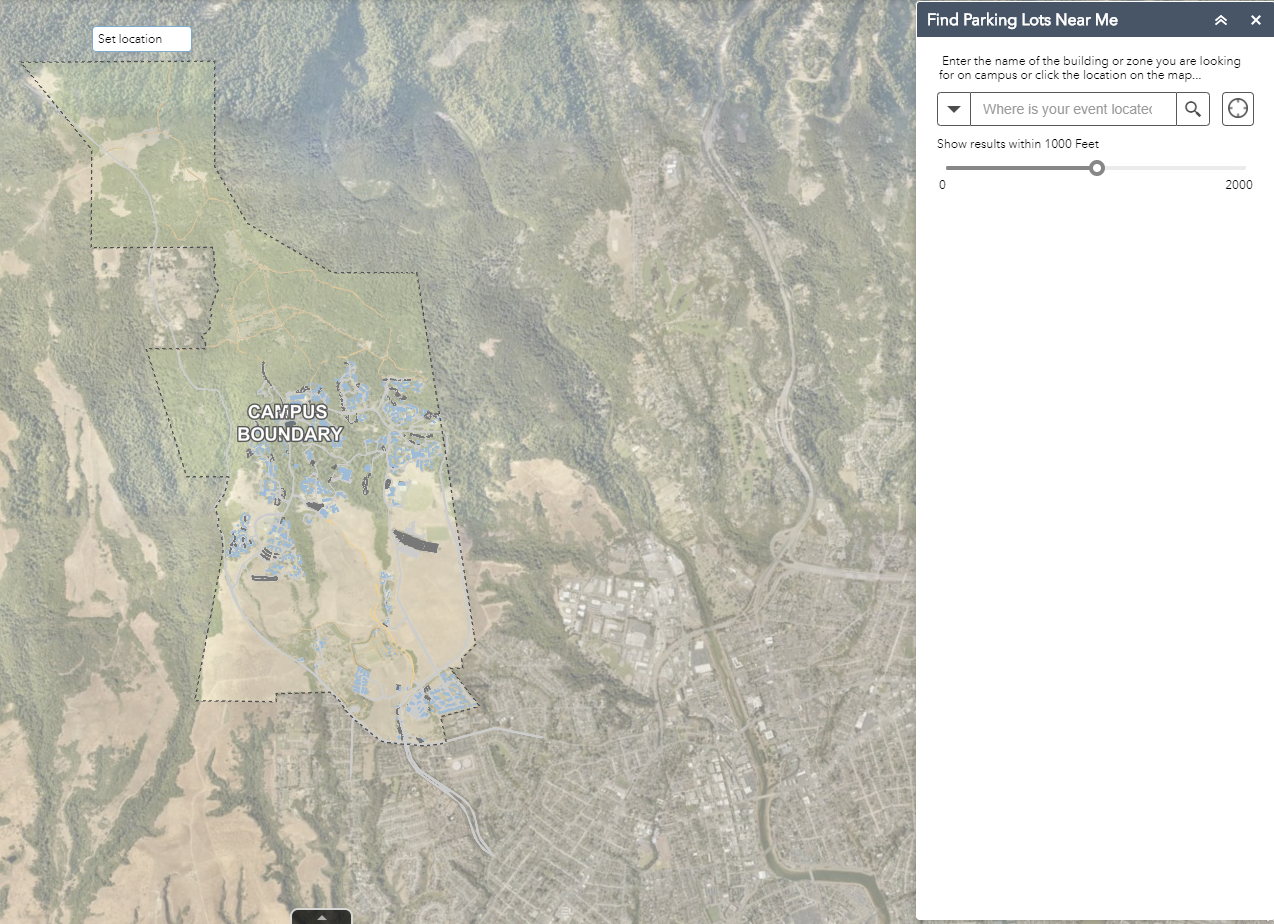 Set location
CAMPUS
BOUNDARY
Find Parking Lots Near Me
Enter the name of the building or zone you are looking
for on campus or click the location on the map...
Where is your event located
Show results within 1000 Feet
0
2000